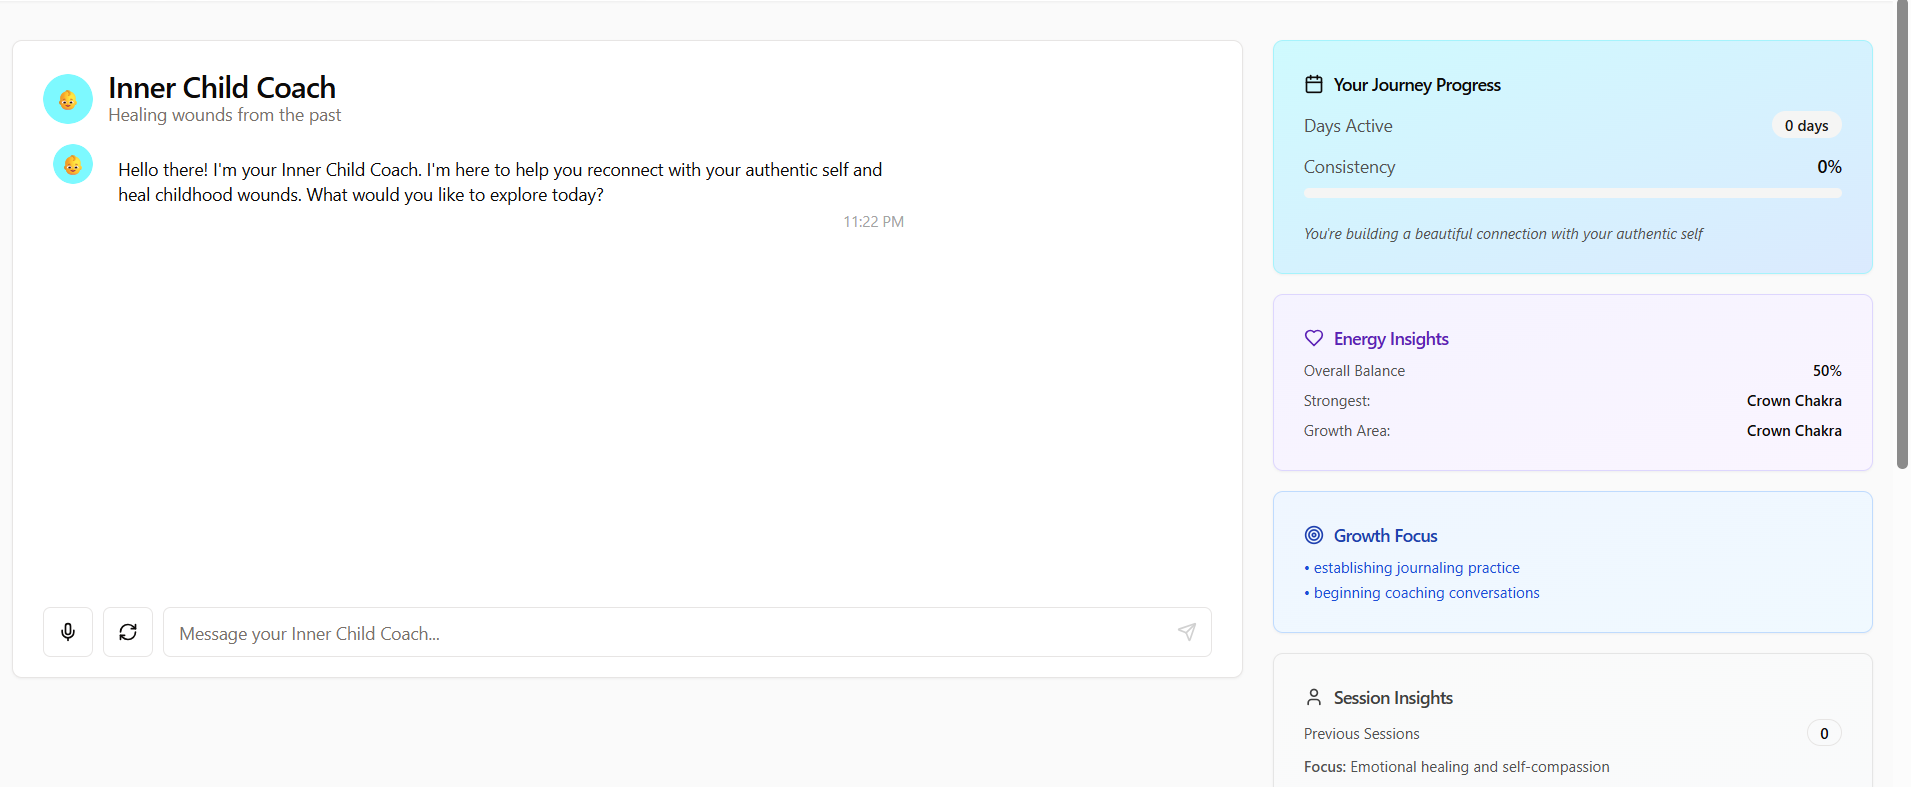 Inner Child Coach
Healing wounds from the past
Hello there! I'm your Inner Child Coach. I'm here to help you reconnect with your authentic self and
heal childhood wounds. What would you like to explore today?
11:22 PM
Message your Inner Child Coach...
Your Journey Progress
Days Active 0 days
Consistency 0%
You're building a beautiful connection with your authentic self
Energy Insights
Overall Balance 50%
Strongest: Crown Chakra
Growth Area: Crown Chakra
Growth Focus
• establishing journaling practice
• beginning coaching conversations
Session Insights
Previous Sessions 0
Focus: Emotional healing and self-compassion